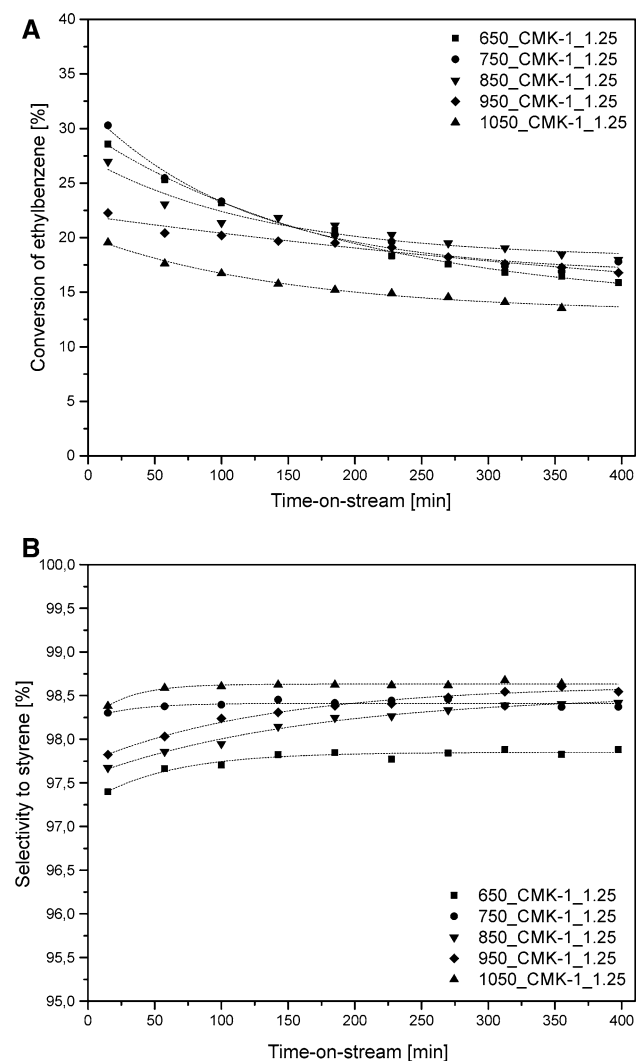 A
Conversion of ethylbenzene [%]
40
35
30
25
20
15
10
5
0
650_CMK-1_1.25
750_CMK-1_1.25
850_CMK-1_1.25
950_CMK-1_1.25
1050_CMK-1_1.25
0 50 100 150 200 250 300 350 400
Time-on-stream [min]
B
Selectivity to styrene [%]
100,0
99,5
99,0
98,5
98,0
97,5
97,0
96,5
96,0
95,5
95,0
650_CMK-1_1.25
750_CMK-1_1.25
850_CMK-1_1.25
950_CMK-1_1.25
1050_CMK-1_1.25
0 50 100 150 200 250 300 350 400
Time-on-stream [min]